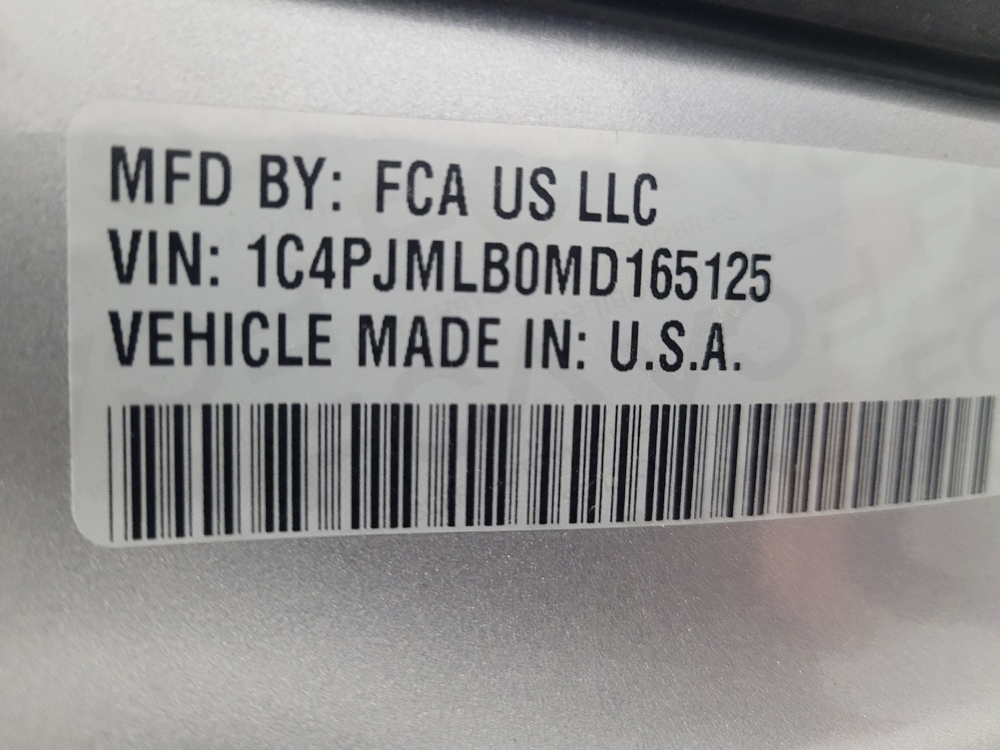 MFD BY: FCA US LLC
VIN: 1C4PJMLB0MD165125
VEHICLE MADE IN: U.S.A.